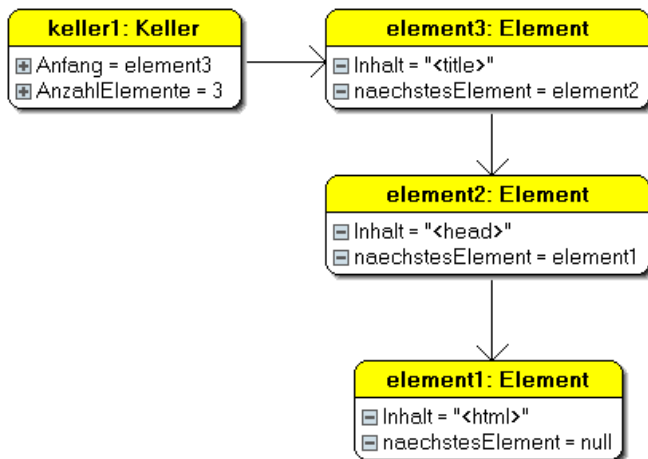 keller1: Keller
Anfang = element3
AnzahlElemente = 3
element3: Element
Inhalt = "<title>"
naechstesElement = element2
element2: Element
Inhalt = "<head>"
naechstesElement = element1
element1: Element
Inhalt = "<html>"
naechstesElement = null